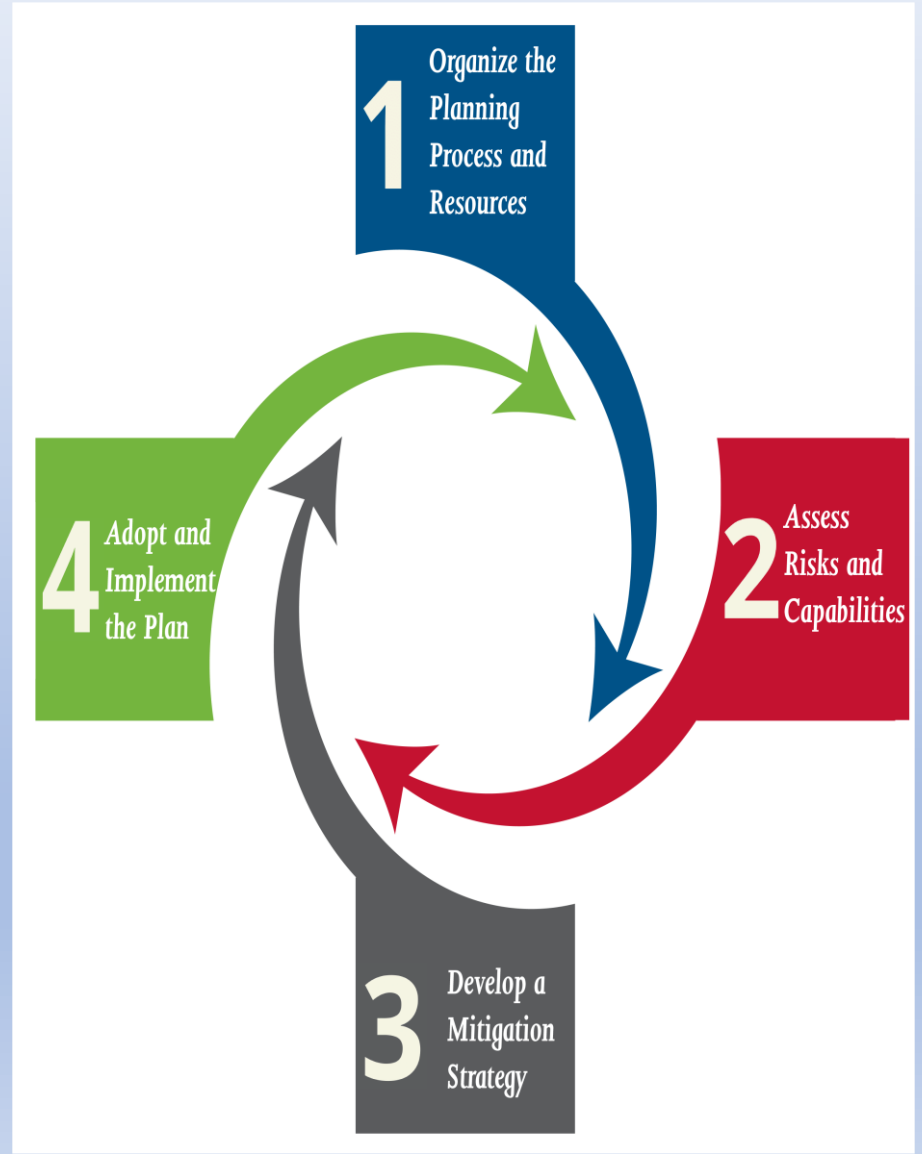 1
Organize the
Planning
Process and
Resources
2
Assess
Risks and
Capabilities
3
Develop a
Mitigation
Strategy
4
Adopt and
Implement
the Plan